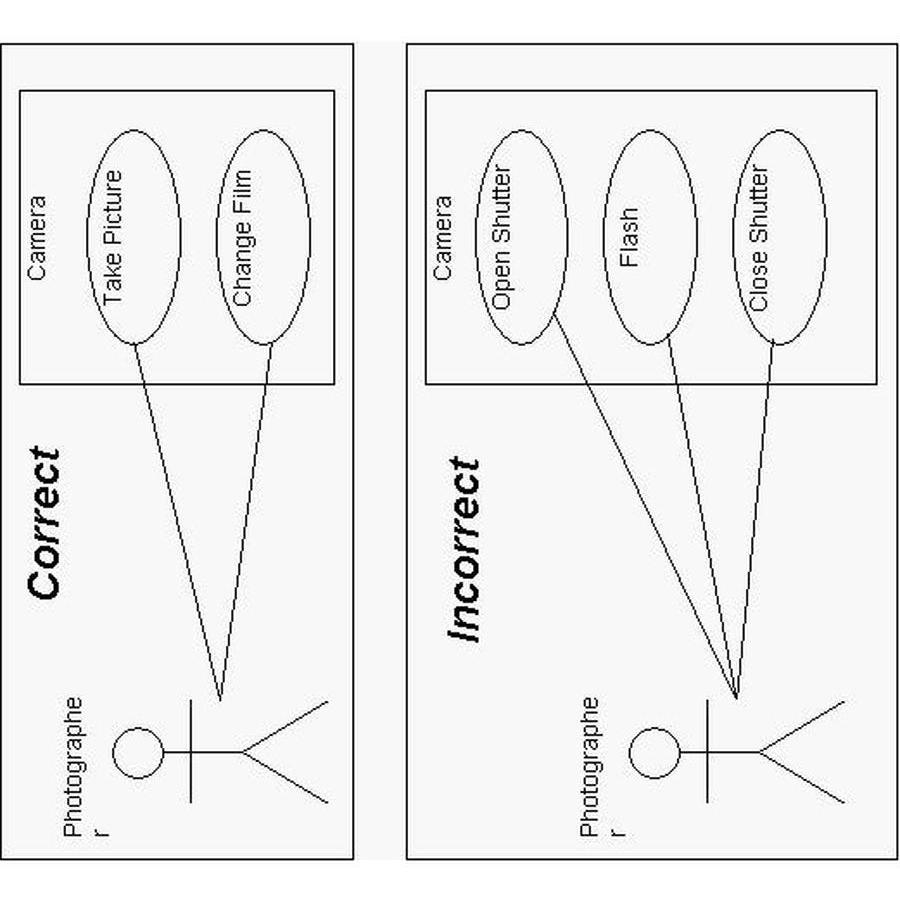 Camera
Take Picture
Change Film
Correct
Photographe
r
Camera
Open Shutter
Flash
Close Shutter
Incorrect
Photographe
r